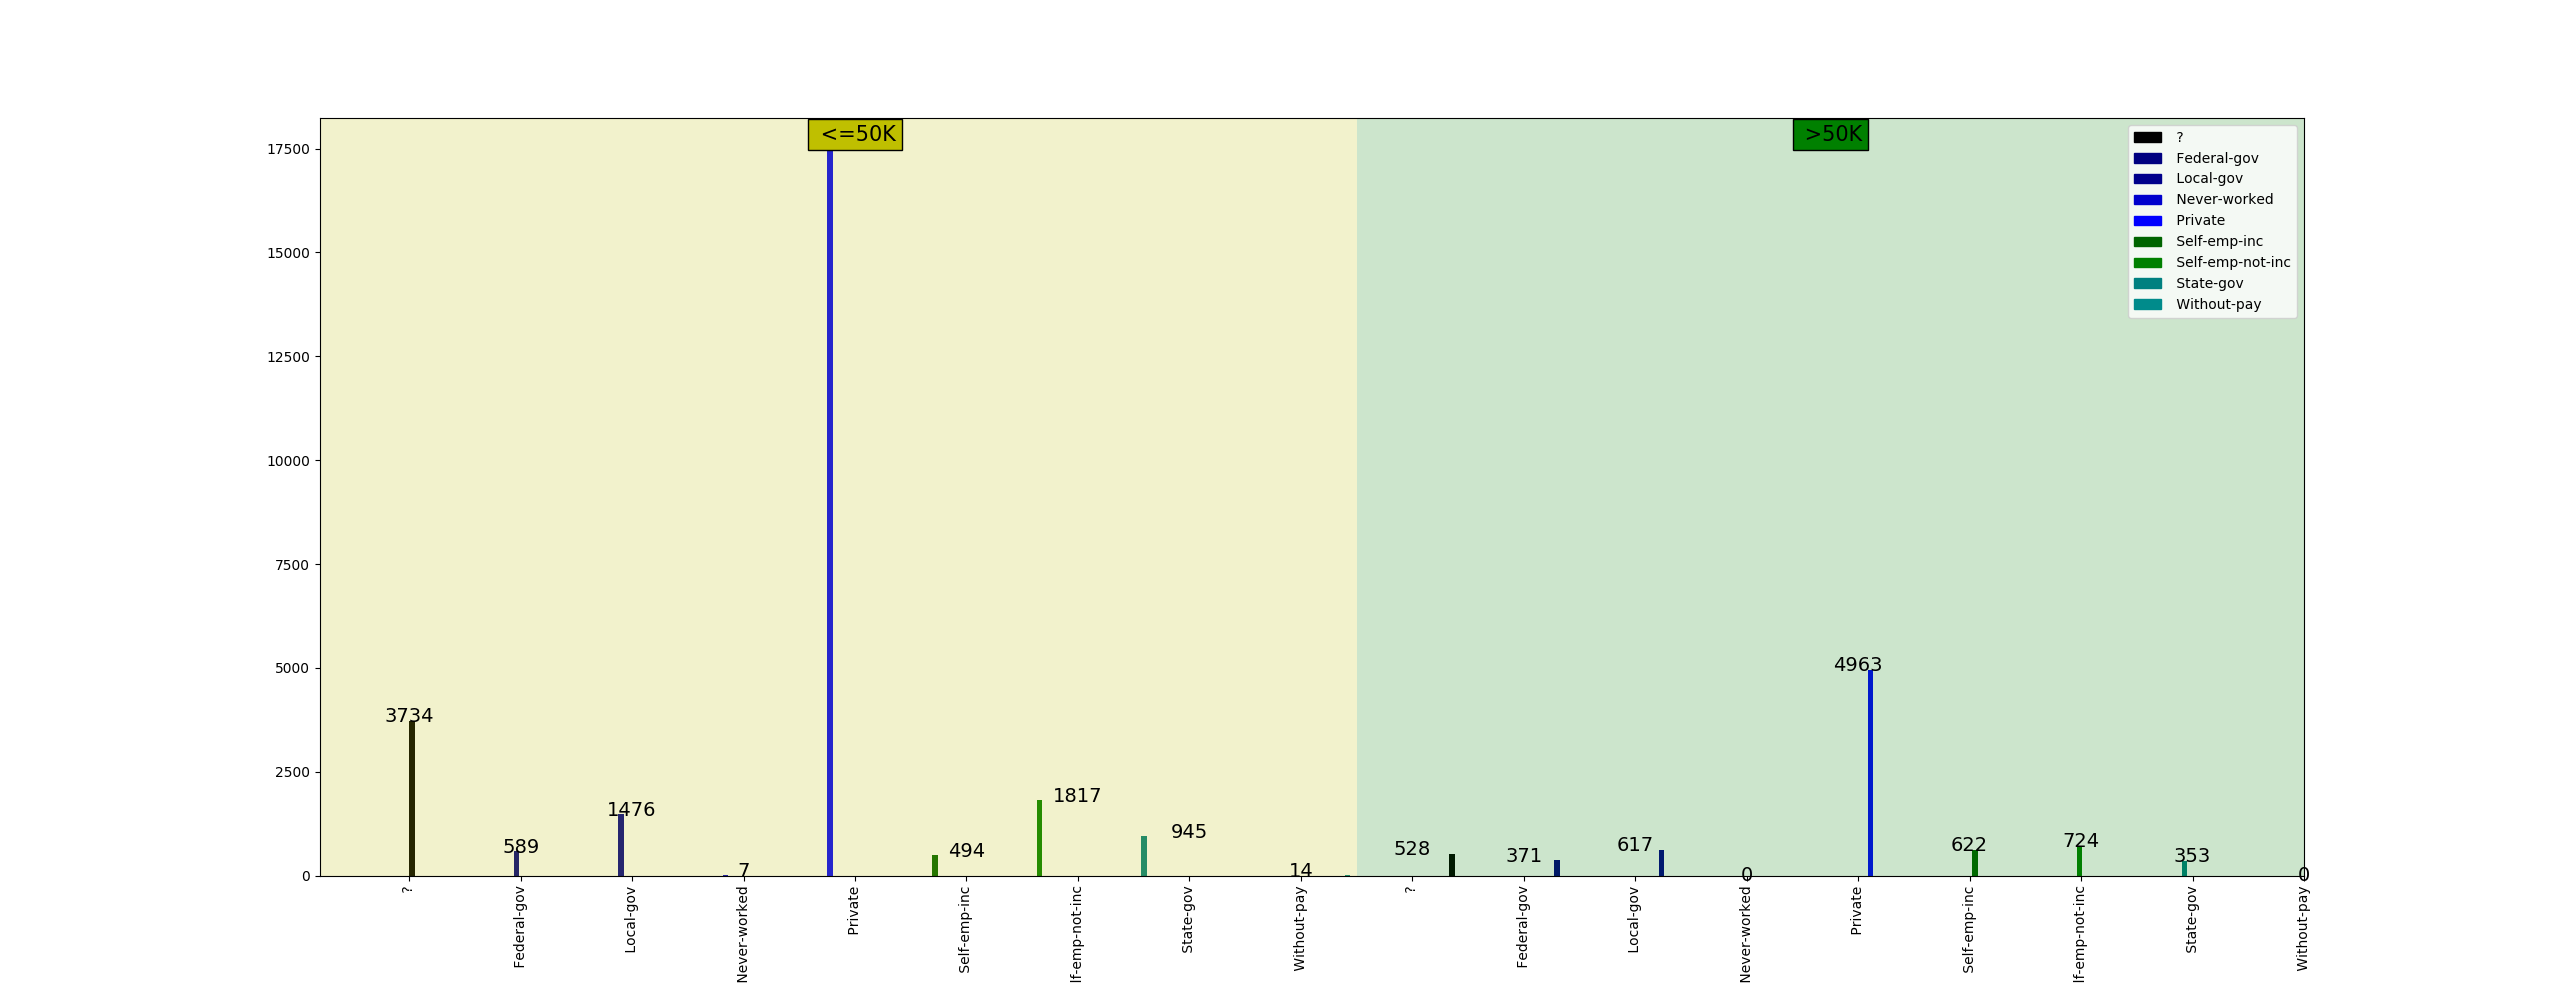 <=50K
>50K
?
Federal-gov
Local-gov
Never-worked
Private
Self-emp-inc
Self-emp-not-inc
State-gov
Without-pay
17500
15000
12500
10000
7500
5000
2500
0
3734
589
1476
7
494
1817
945
14
528
371
617
0
4963
622
724
353
0
?
Federal-gov
Local-gov
Never-worked
Private
Self-emp-inc
lf-emp-not-inc
State-gov
Without-pay
?
Federal-gov
Local-gov
Never-worked
Private
Self-emp-inc
lf-emp-not-inc
State-gov
Without-pay